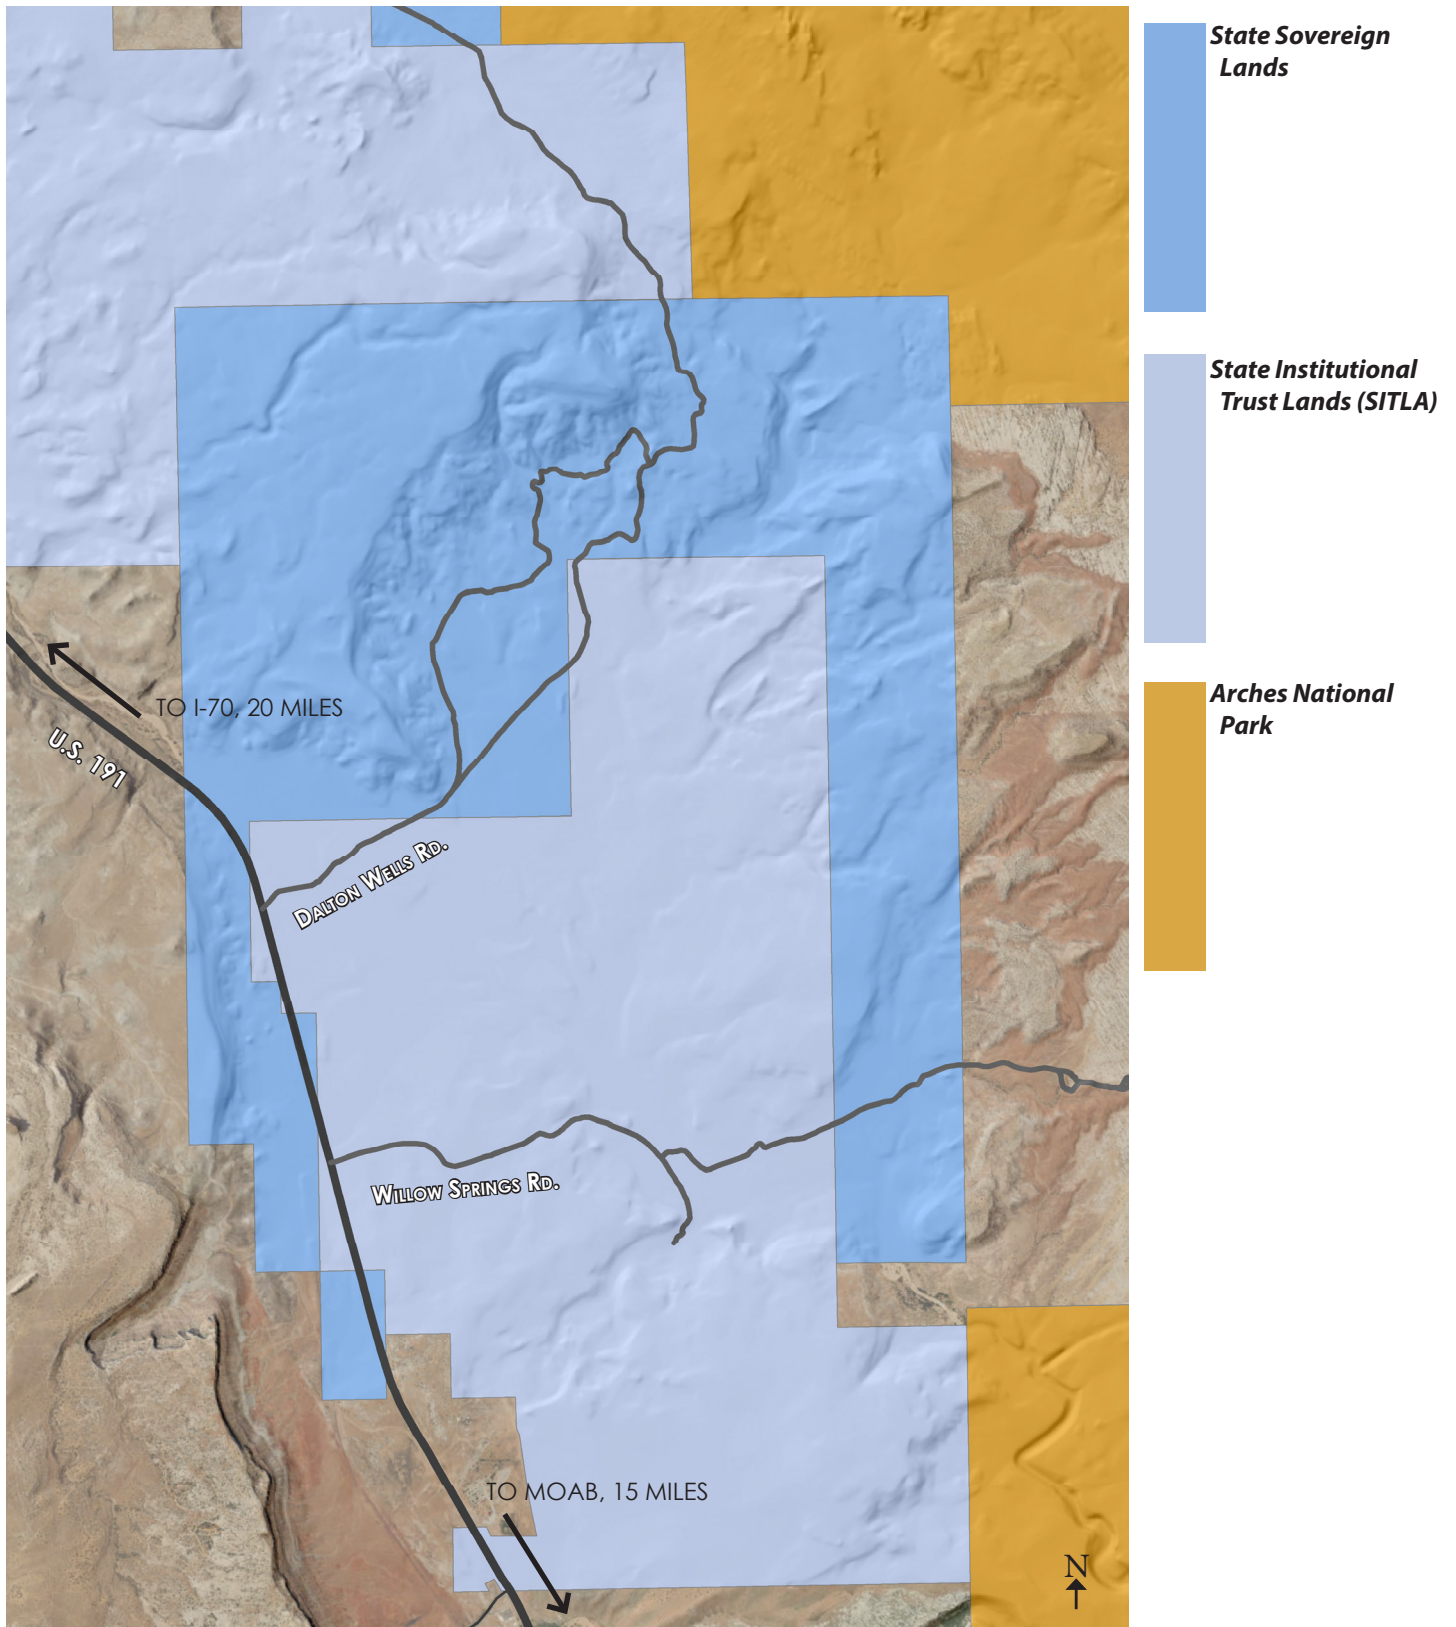 State Sovereign
Lands
State Institutional
Trust Lands (SITLA)
Arches National
Park
TO I-70, 20 MILES
U.S. 191
DALTON WELLS RD.
WILLOW SPRINGS RD.
TO MOAB, 15 MILES
N